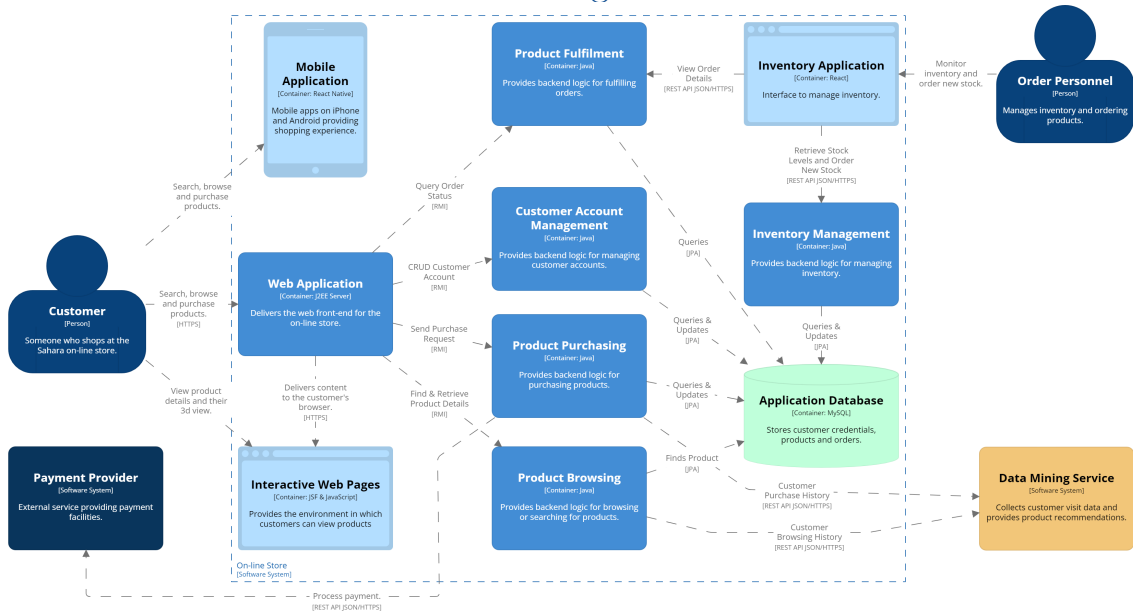 Mobile
Application
[Container: React Native]
Mobile apps on iPhone
and Android providing
shopping experience.
Product Fulfilment
[Container: Java]
Provides backend logic for fulfilling
orders.
View Order
Details
[REST API JSON/HTTPS]
Inventory Application
[Container: React]
Interface to manage inventory.
Monitor
inventory and
order new stock.
Order Personnel
[Person]
Manages inventory and ordering
products.
Search, browse
and purchase
products.
Query Order
Status
[RMI]
Retrieve Stock
Levels and Order
New Stock
[REST API JSON/HTTPS]
Customer Account
Management
[Container: Java]
Provides backend logic for managing
customer accounts.
Queries
[JPA]
Inventory Management
[Container: Java]
Provides backend logic for managing
inventory.
Customer
[Person]
Someone who shops at the
Sahara on-line store.
Search, browse
and purchase
products.
[HTTPS]
Web Application
[Container: J2EE Server]
Delivers the web front-end for the
on-line store.
CRUD Customer
Account
[RMI]
Send Purchase
Request
[RMI]
Product Purchasing
[Container: Java]
Provides backend logic for
purchasing products.
Queries &
Updates
[JPA]
Queries &
Updates
[JPA]
Queries &
Updates
[JPA]
View product
details and their
3d view.
Delivers content
to the customer's
browser.
[HTTPS]
Find & Retrieve
Product Details
[RMI]
Application Database
[Container: MySQL]
Stores customer credentials,
products and orders.
Payment Provider
[Software System]
External service providing payment
facilities.
Interactive Web Pages
[Container: JSF & JavaScript]
Provides the environment in which
customers can view products
Product Browsing
[Container: Java]
Provides backend logic for browsing
or searching for products.
Finds Product
[JPA]
Customer
Purchase History
[REST API JSON/HTTPS]
Customer
Browsing History
[REST API JSON/HTTPS]
Data Mining Service
[Software System]
Collects customer visit data and
provides product recommendations.
On-line Store
[Software System]
Process payment.
[REST API JSON/HTTPS]